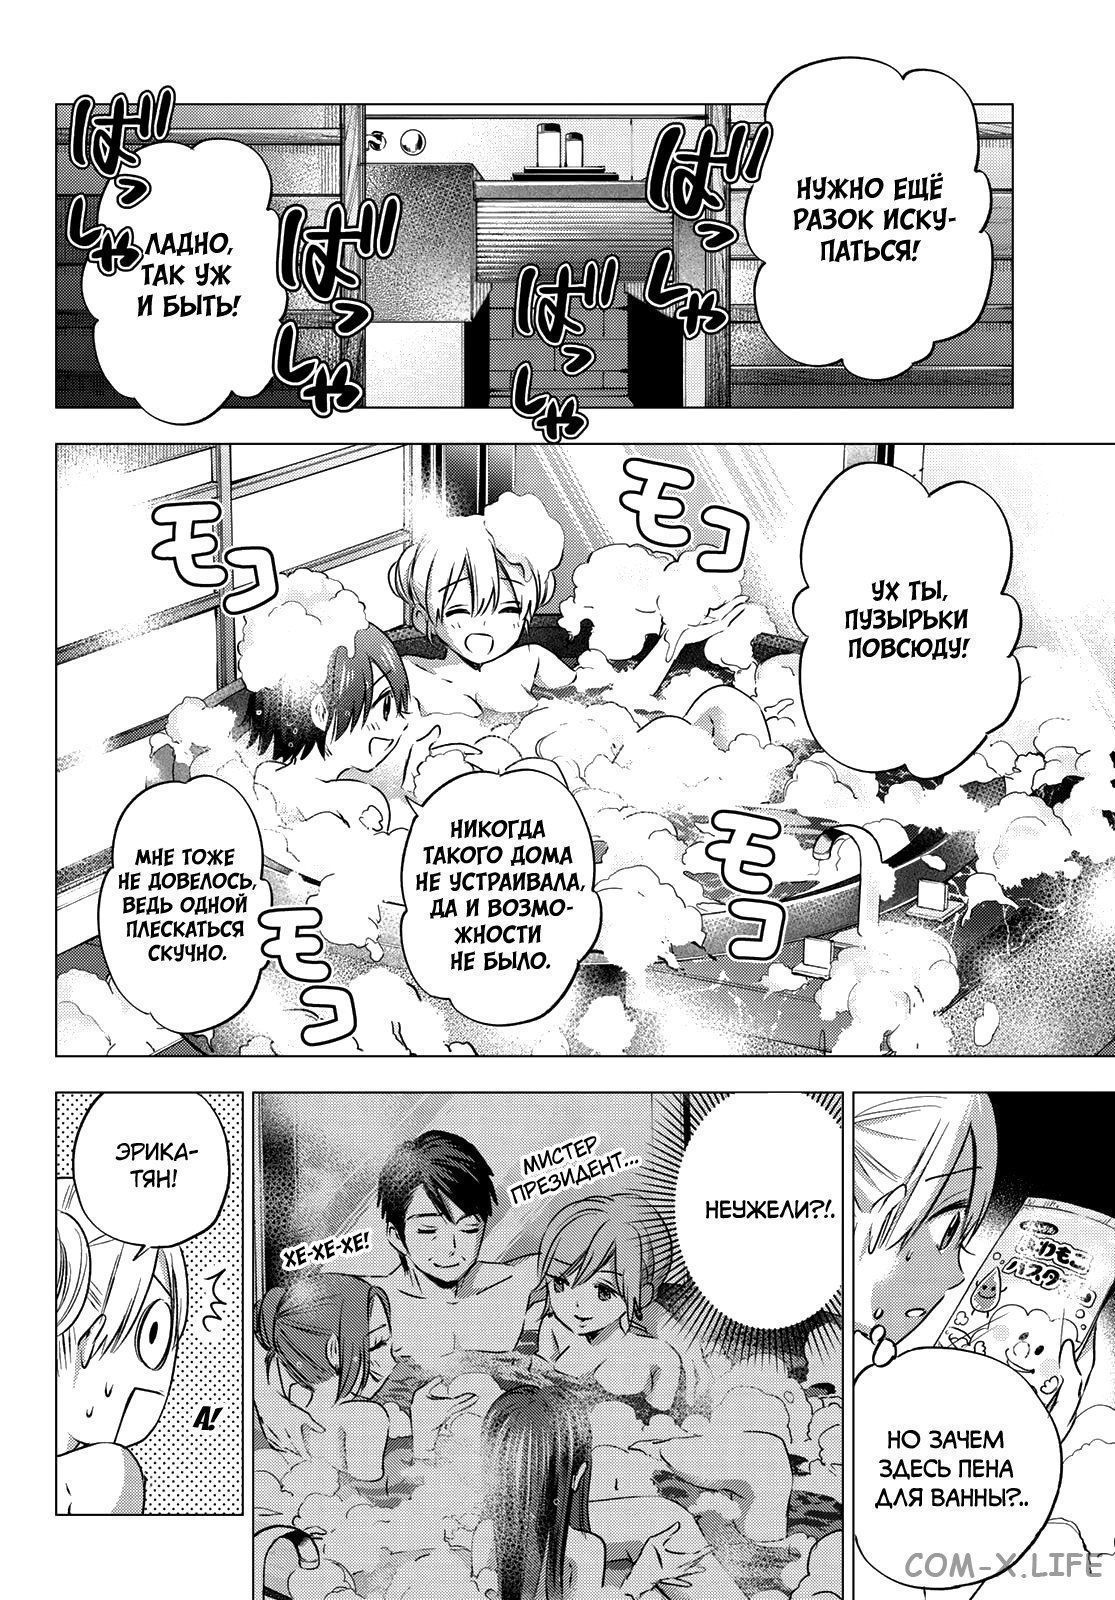 НУЖНО ЕЩЁ
РАЗОК ИСКУ-
ПАТЬСЯ!
ばっしゃ
ばっしゃ
ばっしゃ
ばっしゃ
ЛАДНО,
ТАК УЖ
И БЫТЬ!
УХ ТЫ,
ПУЗЫРЬКИ
ПОВСЮДУ!
モコ
モコ
モコ
モコ
НИКОГДА
ТАКОГО ДОМА
НЕ УСТРАИВАЛА,
ДА И ВОЗМО-
ЖНОСТИ
НЕ БЫЛО.
МНЕ ТОЖЕ
НЕ ДОВЕЛОСЬ,
ВЕДЬ ОДНОЙ
ПЛЕСКАТЬСЯ
СКУЧНО.
バスタ
НО ЗАЧЕМ
ЗДЕСЬ ПЕНА
ДЛЯ ВАННЫ?..
НЕУЖЕЛИ?!.
МИСТЕР
ПРЕЗИДЕНТ...
ХЕ-ХЕ-ХЕ!
ЭРИКА-
ТЯН!
А!
COM-X.LIFE